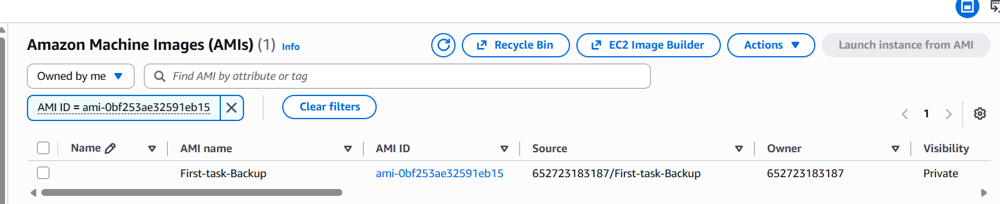 Amazon Machine Images (AMIs) (1) Info Recycle Bin EC2 Image Builder Actions Launch instance from AMI
Owned by me Find AMI by attribute or tag
AMI ID = ami-0bf253ae32591eb15 Clear filters
1
Name AMI name AMI ID Source Owner Visibility
First-task-Backup ami-0bf253ae32591eb15 652723183187/First-task-Backup 652723183187 Private